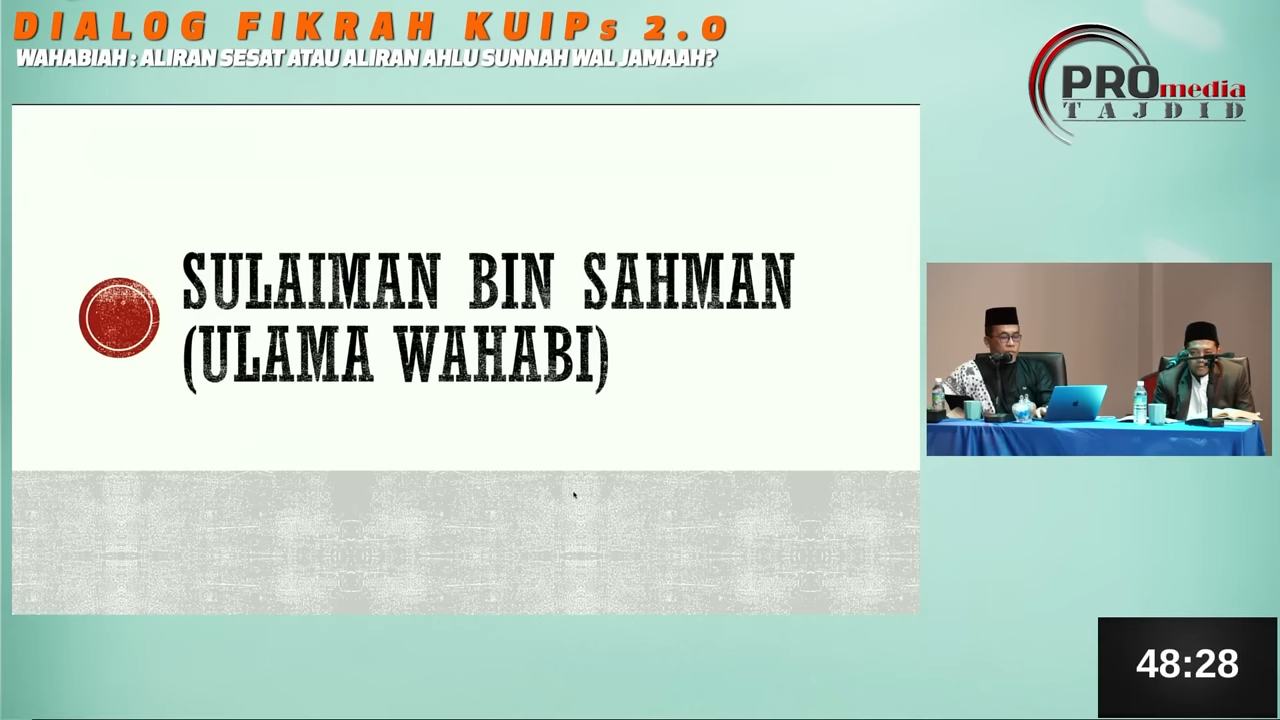 DIALOG FIKRAH KUIPs 2.0
WAHABIAH : ALIRAN SESAT ATAU ALIRAN AHLU SUNNAH WAL JAMAAH?
PROmedia
TAJDID
SULAIMAN BIN SAHMAN
(ULAMA WAHABI)
48:28